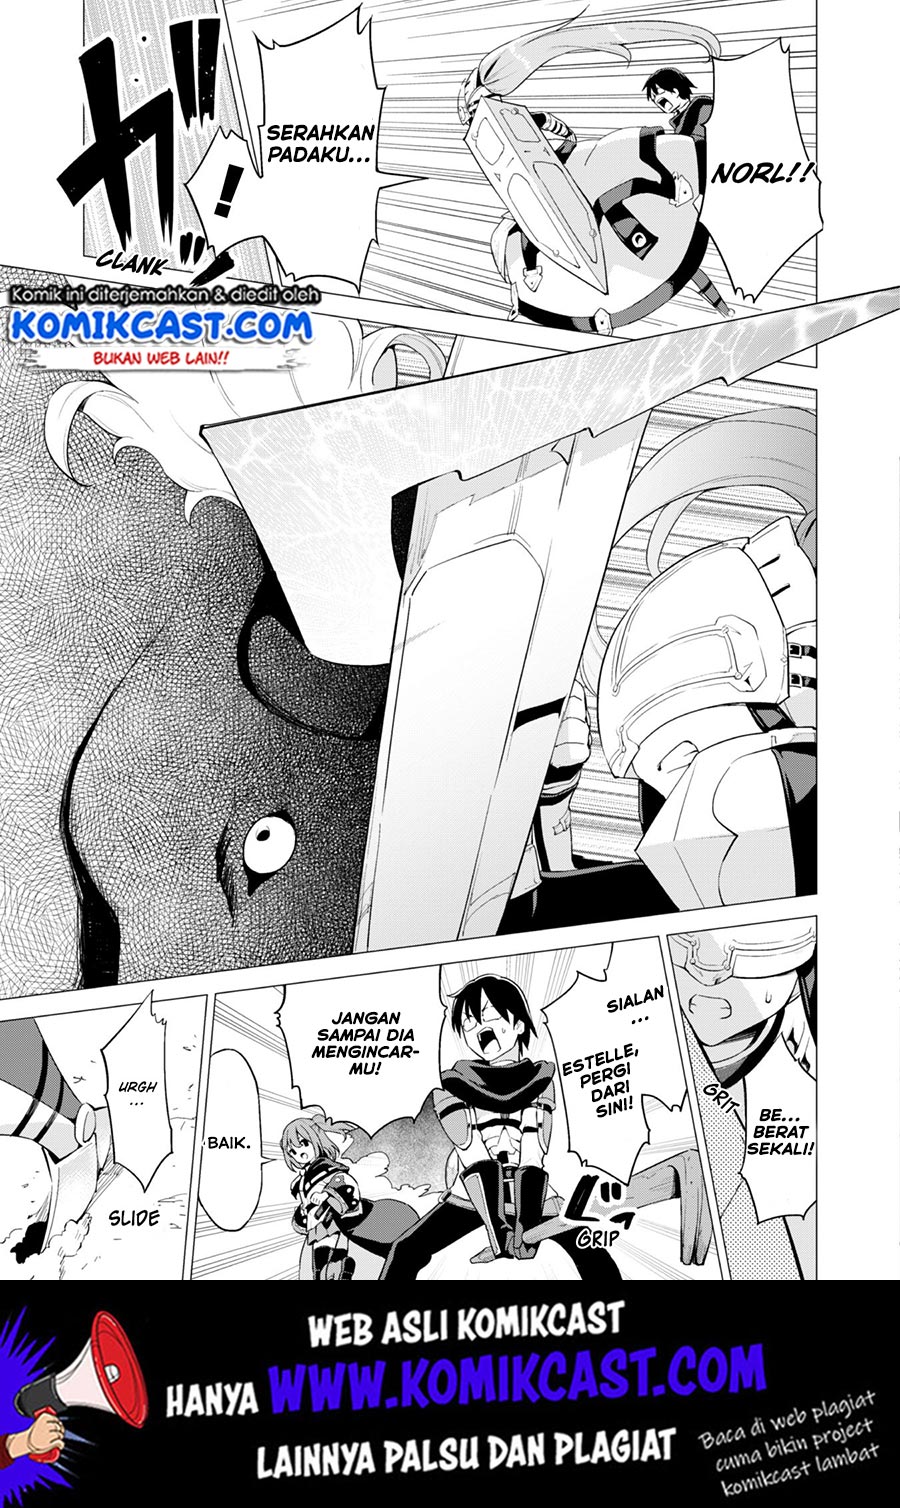 NORL!!
SERAHKAN
PADAKU...
!
ガッ
CLANK
Komik ini diterjemahkan & diedit oleh
KOMIKCAST.COM
BUKAN WEB LAIN!!
GRIT
BE...
BERAT
SEKALI!
SIALAN
...
ESTELLE,
PERGI
DARI
SINI!
JANGAN
SAMPAI DIA
MENGINCAR-
MU!
GRIP
BAIK.
URGH
...
SLIDE
WEB ASLI KOMIKCAST
HANYA WWW.KOMIKCAST.COM
LAINNYA PALSU DAN PLAGIAT
Baca di web plagiat
cuma bikin project
komikcast lambat